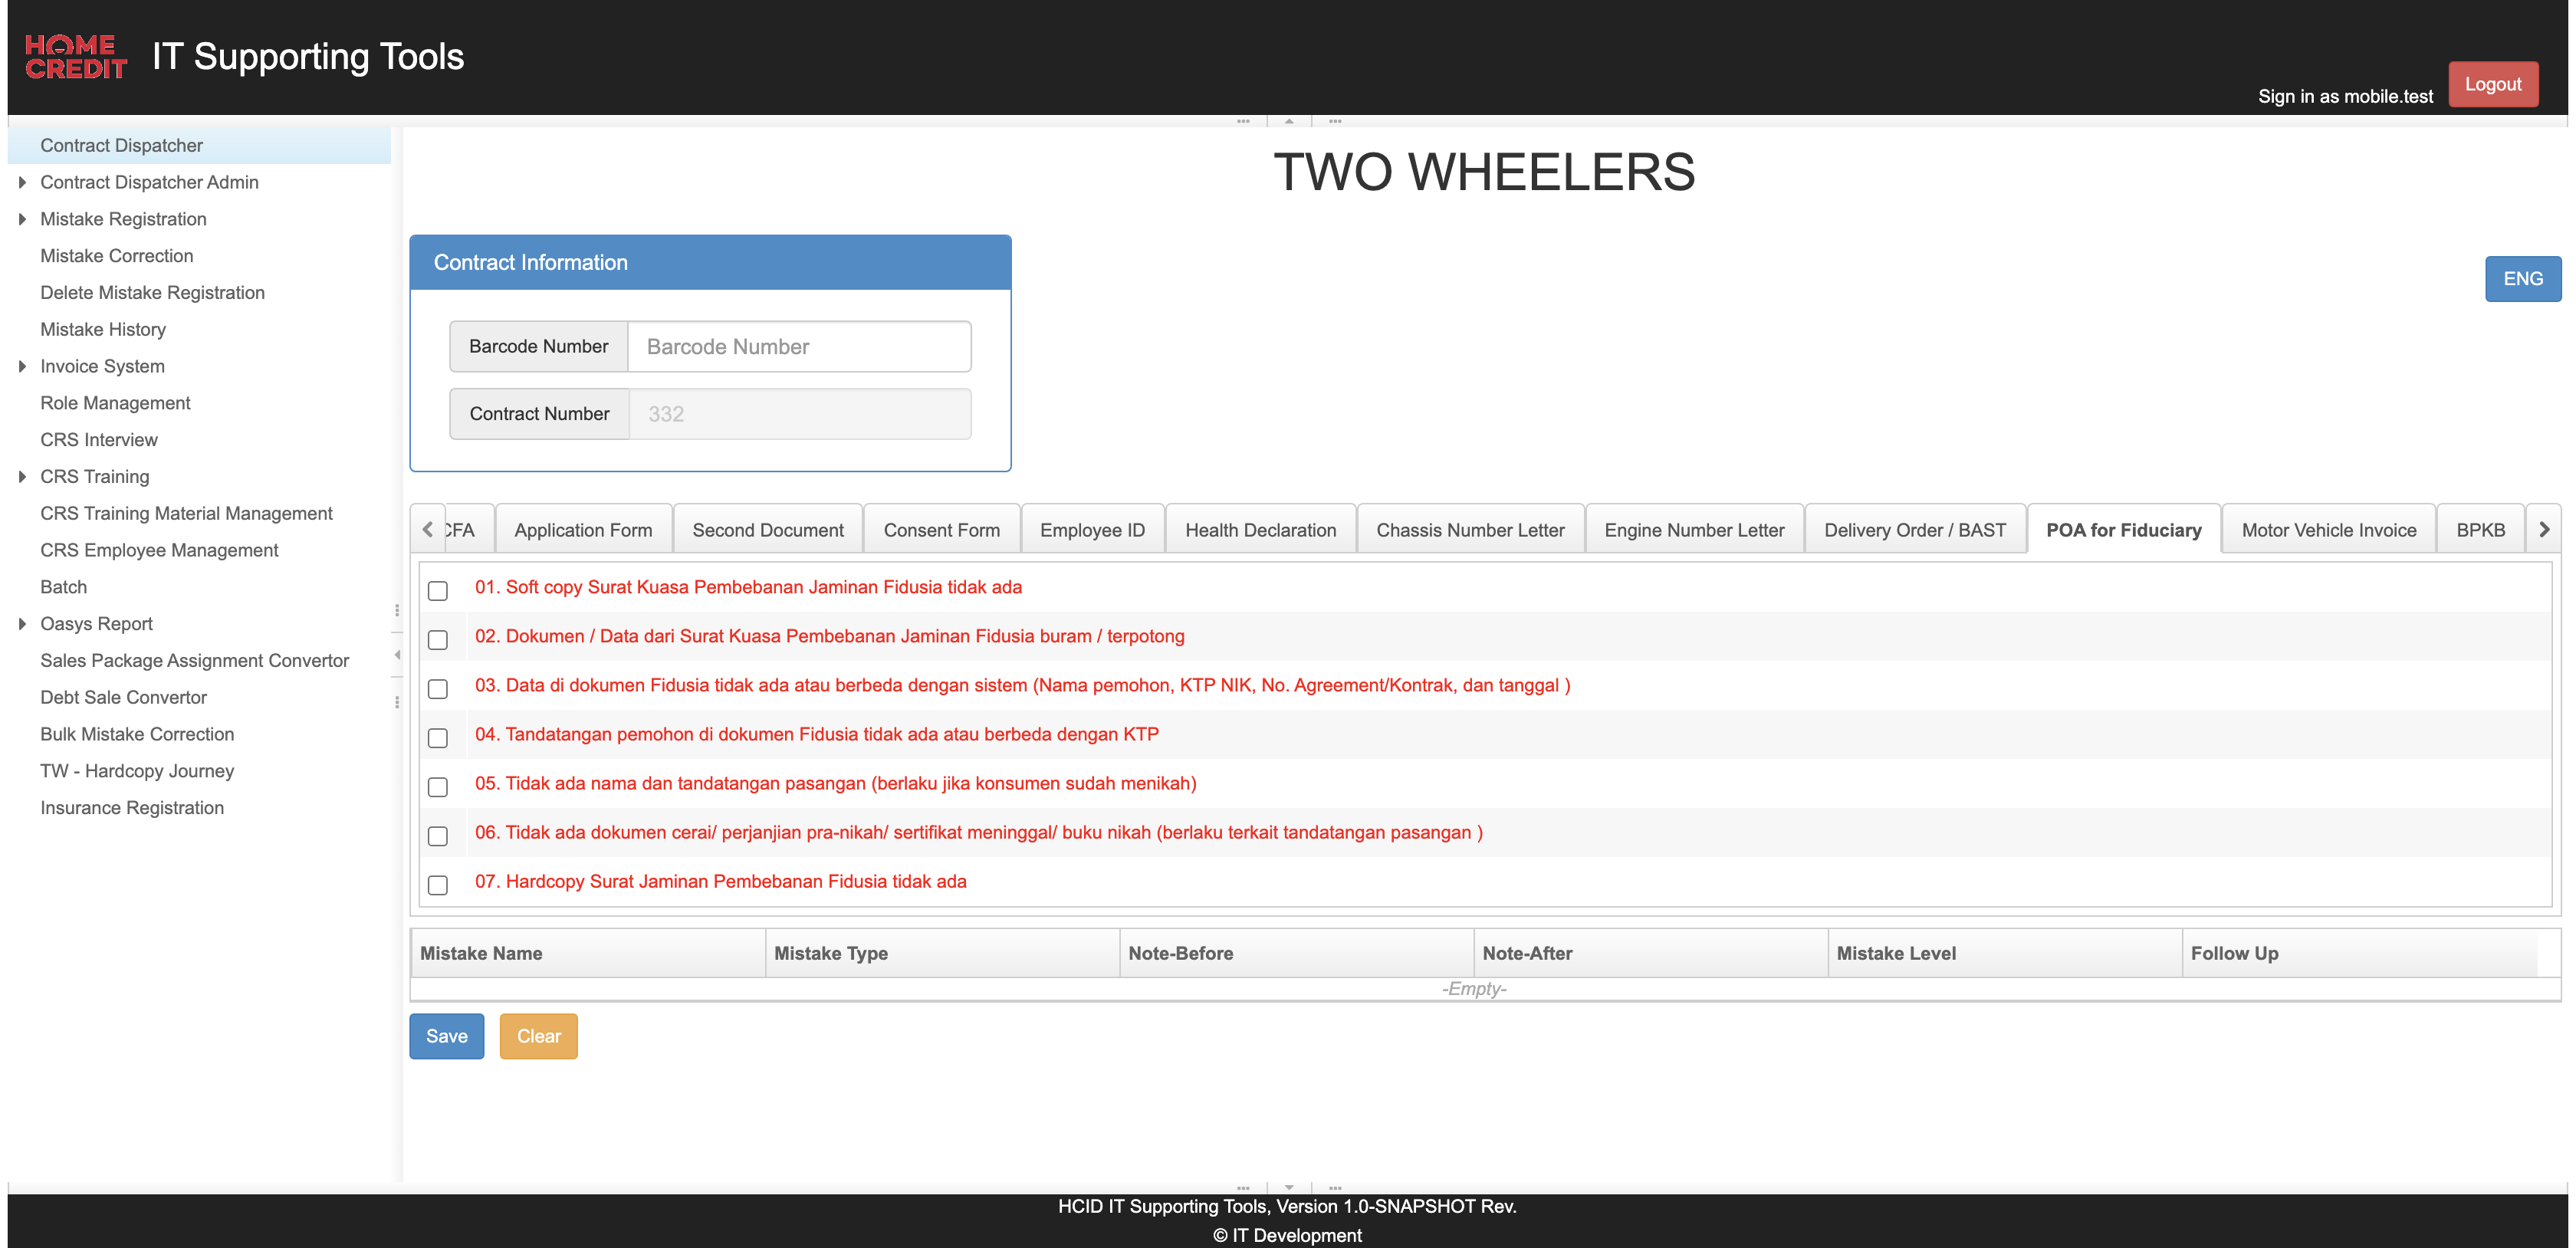 HOME
CREDIT
IT Supporting Tools
Sign in as mobile.test
Logout
Contract Dispatcher
Contract Dispatcher Admin
Mistake Registration
Mistake Correction
Delete Mistake Registration
Mistake History
Invoice System
Role Management
CRS Interview
CRS Training
CRS Training Material Management
CRS Employee Management
Batch
Oasys Report
Sales Package Assignment Convertor
Debt Sale Convertor
Bulk Mistake Correction
TW - Hardcopy Journey
Insurance Registration
TWO WHEELERS
Contract Information
ENG
Barcode Number Barcode Number
Contract Number 332
CFA Application Form Second Document Consent Form Employee ID Health Declaration Chassis Number Letter Engine Number Letter Delivery Order / BAST POA for Fiduciary Motor Vehicle Invoice BPKB
01. Soft copy Surat Kuasa Pembebanan Jaminan Fidusia tidak ada
02. Dokumen / Data dari Surat Kuasa Pembebanan Jaminan Fidusia buram / terpotong
03. Data di dokumen Fidusia tidak ada atau berbeda dengan sistem (Nama pemohon, KTP NIK, No. Agreement/Kontrak, dan tanggal )
04. Tandatangan pemohon di dokumen Fidusia tidak ada atau berbeda dengan KTP
05. Tidak ada nama dan tandatangan pasangan (berlaku jika konsumen sudah menikah)
06. Tidak ada dokumen cerai/ perjanjian pra-nikah/ sertifikat meninggal/ buku nikah (berlaku terkait tandatangan pasangan )
07. Hardcopy Surat Jaminan Pembebanan Fidusia tidak ada
Mistake Name Mistake Type Note-Before Note-After Mistake Level Follow Up
-Empty-
Save Clear
HCID IT Supporting Tools, Version 1.0-SNAPSHOT Rev.
© IT Development